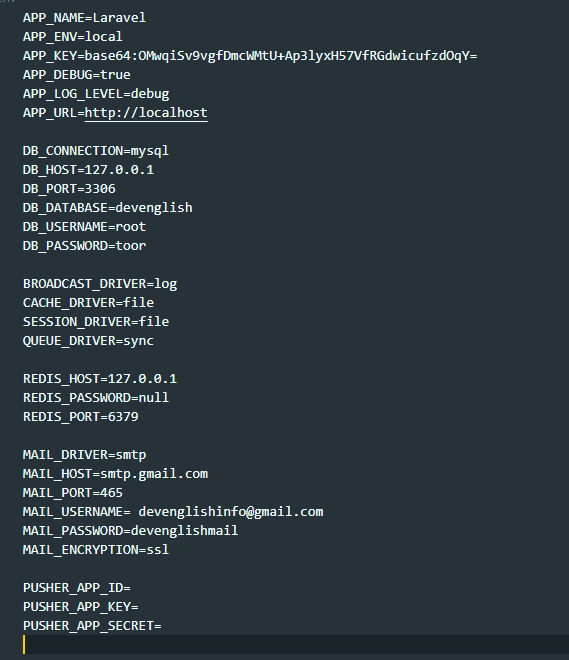 APP_NAME=Laravel
APP_ENV=local
APP_KEY=base64:OMwqiSv9vgfDmcWMtU+Ap3lyxH57VfRGdwicufzdOqY=
APP_DEBUG=true
APP_LOG_LEVEL=debug
APP_URL=http://localhost
DB_CONNECTION=mysql
DB_HOST=127.0.0.1
DB_PORT=3306
DB_DATABASE=devenglish
DB_USERNAME=root
DB_PASSWORD=toor
BROADCAST_DRIVER=log
CACHE_DRIVER=file
SESSION_DRIVER=file
QUEUE_DRIVER=sync
REDIS_HOST=127.0.0.1
REDIS_PASSWORD=null
REDIS_PORT=6379
MAIL_DRIVER=smtp
MAIL_HOST=smtp.gmail.com
MAIL_PORT=465
MAIL_USERNAME= devenglishinfo@gmail.com
MAIL_PASSWORD=devenglishmail
MAIL_ENCRYPTION=ssl
PUSHER_APP_ID=
PUSHER_APP_KEY=
PUSHER_APP_SECRET=